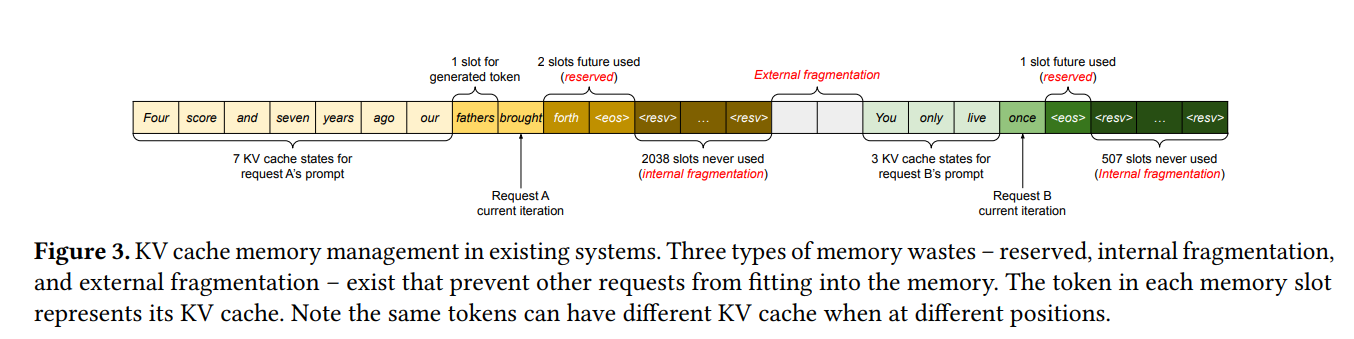 1 slot for
generated token
2 slots future used
(reserved)
External fragmentation
1 slot future used
(reserved)
Four score and seven years ago our fathers brought forth <eos> <resv> ... <resv> You only live once <eos> <resv> ... <resv>
7 KV cache states for
request A's prompt
2038 slots never used
(internal fragmentation)
3 KV cache states for
request B's prompt
507 slots never used
(Internal fragmentation)
Request A
current iteration
Request B
current iteration
Figure 3. KV cache memory management in existing systems. Three types of memory wastes – reserved, internal fragmentation,
and external fragmentation – exist that prevent other requests from fitting into the memory. The token in each memory slot
represents its KV cache. Note the same tokens can have different KV cache when at different positions.